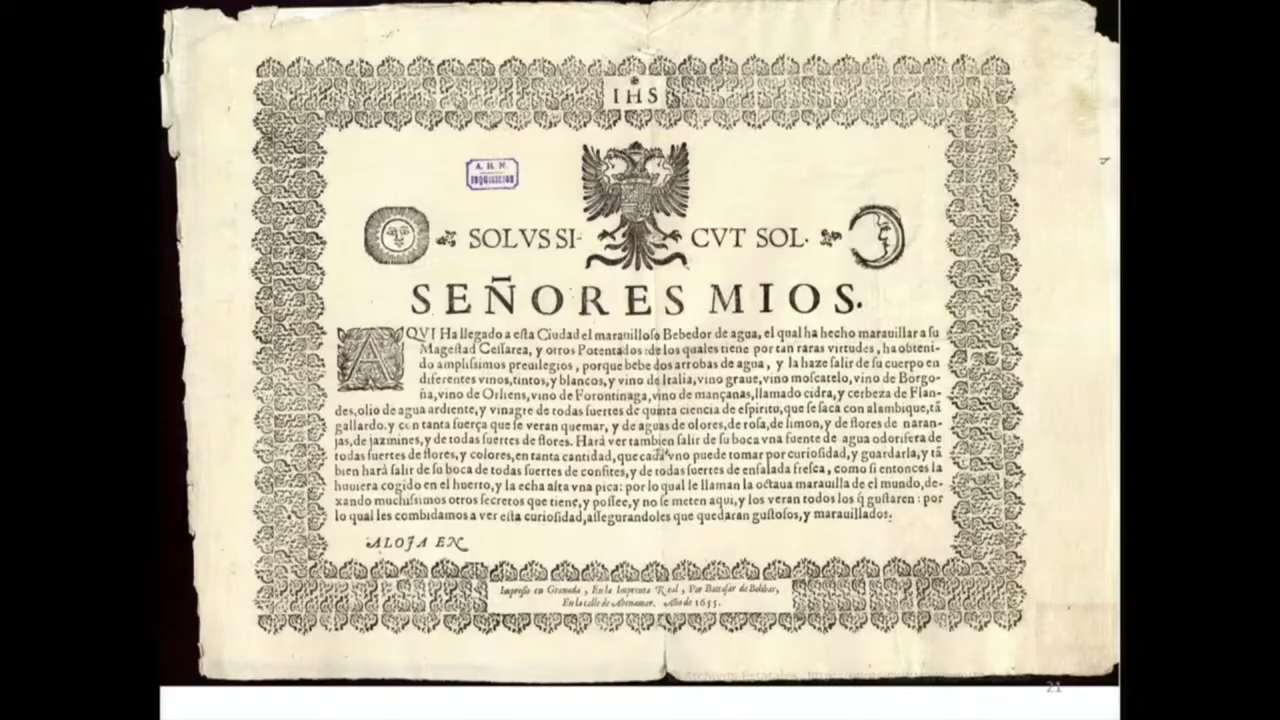 IHS
A. H. N.
INQUISICION
SOLVS SI- CVT SOL.
SEÑORES MIOS.
AQVI Ha llegado a esta Ciudad el marauilloso Bebedor de agua, el qual ha hecho marauillar a su
Magestad Cessarea, y otros Potentados: de los quales tiene por tan raras virtudes, ha obteni-
do amplissimos preuilegios, porque bebe dos arrobas de agua, y la haze salir de su cuerpo en
diferentes vinos, tintos, y blancos, y vino de Italia, vino graue, vino moscatelo, vino de Borgo-
ña, vino de Orliens, vino de Forontinaga, vino de mançanas, llamado cidra, y cerbeza de Flan-
des, olio de agua ardiente, y vinagre de todas suertes de quinta ciencia de espiritu, que se saca con alambique, tã
gallardo, y con tanta fuerça que se veran quemar, y de aguas de olores, de rosa, de limon, y de flores de naran-
jas, de jazmines, y de todas suertes de flores. Hará ver tambien salir de su boca vna fuente de agua odorifera de
todas suertes de flores, y colores, en tanta cantidad, que cada vno puede tomar por curiosidad, y guardarla, y tã
bien hará salir de su boca de todas suertes de confites, y de todas suertes de ensalada fresca, como si entonces la
huuiera cogido en el huerto, y la echa alta vna pica: por lo qual le llaman la octaua marauilla de el mundo, de-
xando muchissimos otros secretos que tiene, y possee, y no se meten aqui, y los veran todos los q̃ gustaren: por
lo qual les combidamos a ver esta curiosidad, assegurandoles que quedaran gustosos, y marauillados.
ALOJA EN
Impresso en Granada, En la Imprenta Real, Por Baltasar de Bolibar,
En la calle de Abenamar. Año de 1655.
21